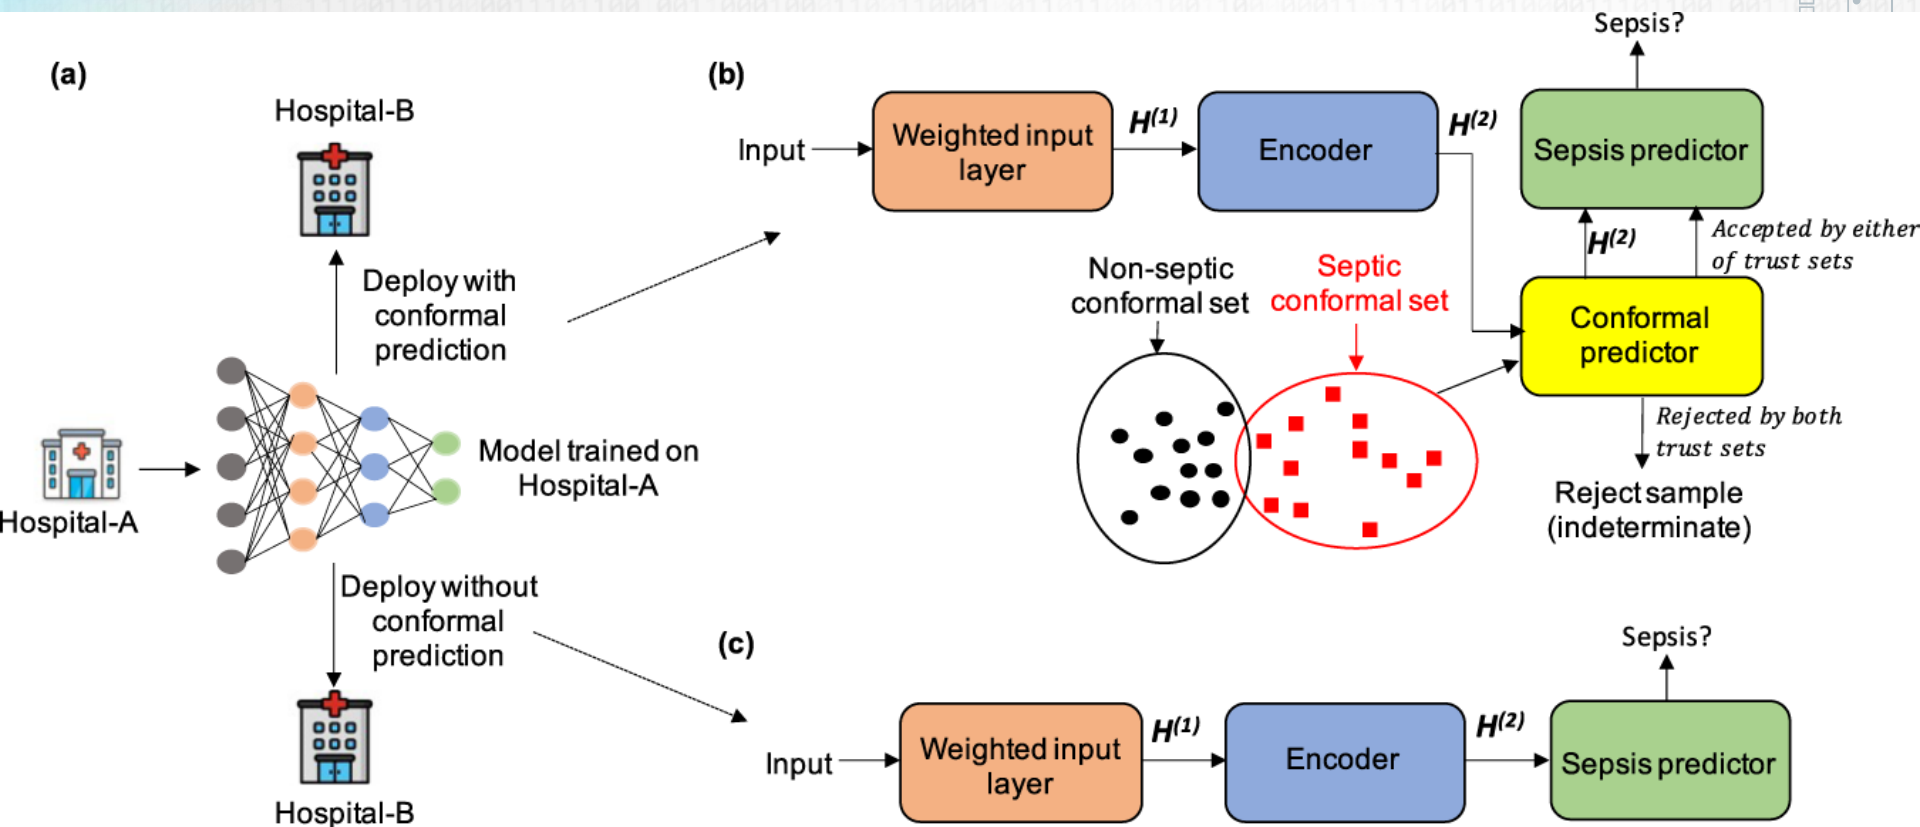 (a)
Hospital-B
Deploy with
conformal
prediction
Hospital-A
Model trained on
Hospital-A
Deploy without
conformal
prediction
Hospital-B
(b)
Input
Weighted input
layer
H(1)
Encoder
H(2)
Sepsis?
Sepsis predictor
H(2)
Accepted by either
of trust sets
Non-septic
conformal set
Septic
conformal set
Conformal
predictor
Rejected by both
trust sets
Reject sample
(indeterminate)
(c)
Input
Weighted input
layer
H(1)
Encoder
H(2)
Sepsis?
Sepsis predictor